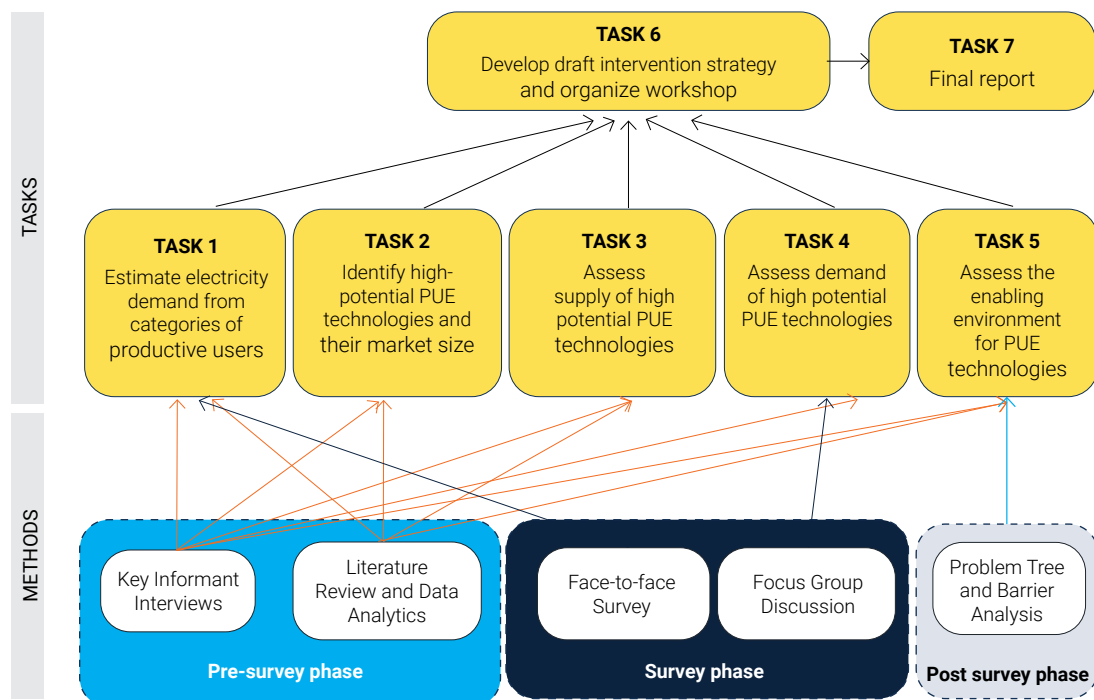 TASKS
TASK 6
Develop draft intervention strategy
and organize workshop
TASK 7
Final report
TASK 1
Estimate electricity
demand from
categories of
productive users
TASK 2
Identify high-
potential PUE
technologies and
their market size
TASK 3
Assess
supply of high
potential PUE
technologies
TASK 4
Assess demand
of high potential
PUE technologies
TASK 5
Assess the
enabling
environment
for PUE
technologies
METHODS
Key Informant
Interviews
Literature
Review and Data
Analytics
Pre-survey phase
Face-to-face
Survey
Focus Group
Discussion
Survey phase
Problem Tree
and Barrier
Analysis
Post survey phase